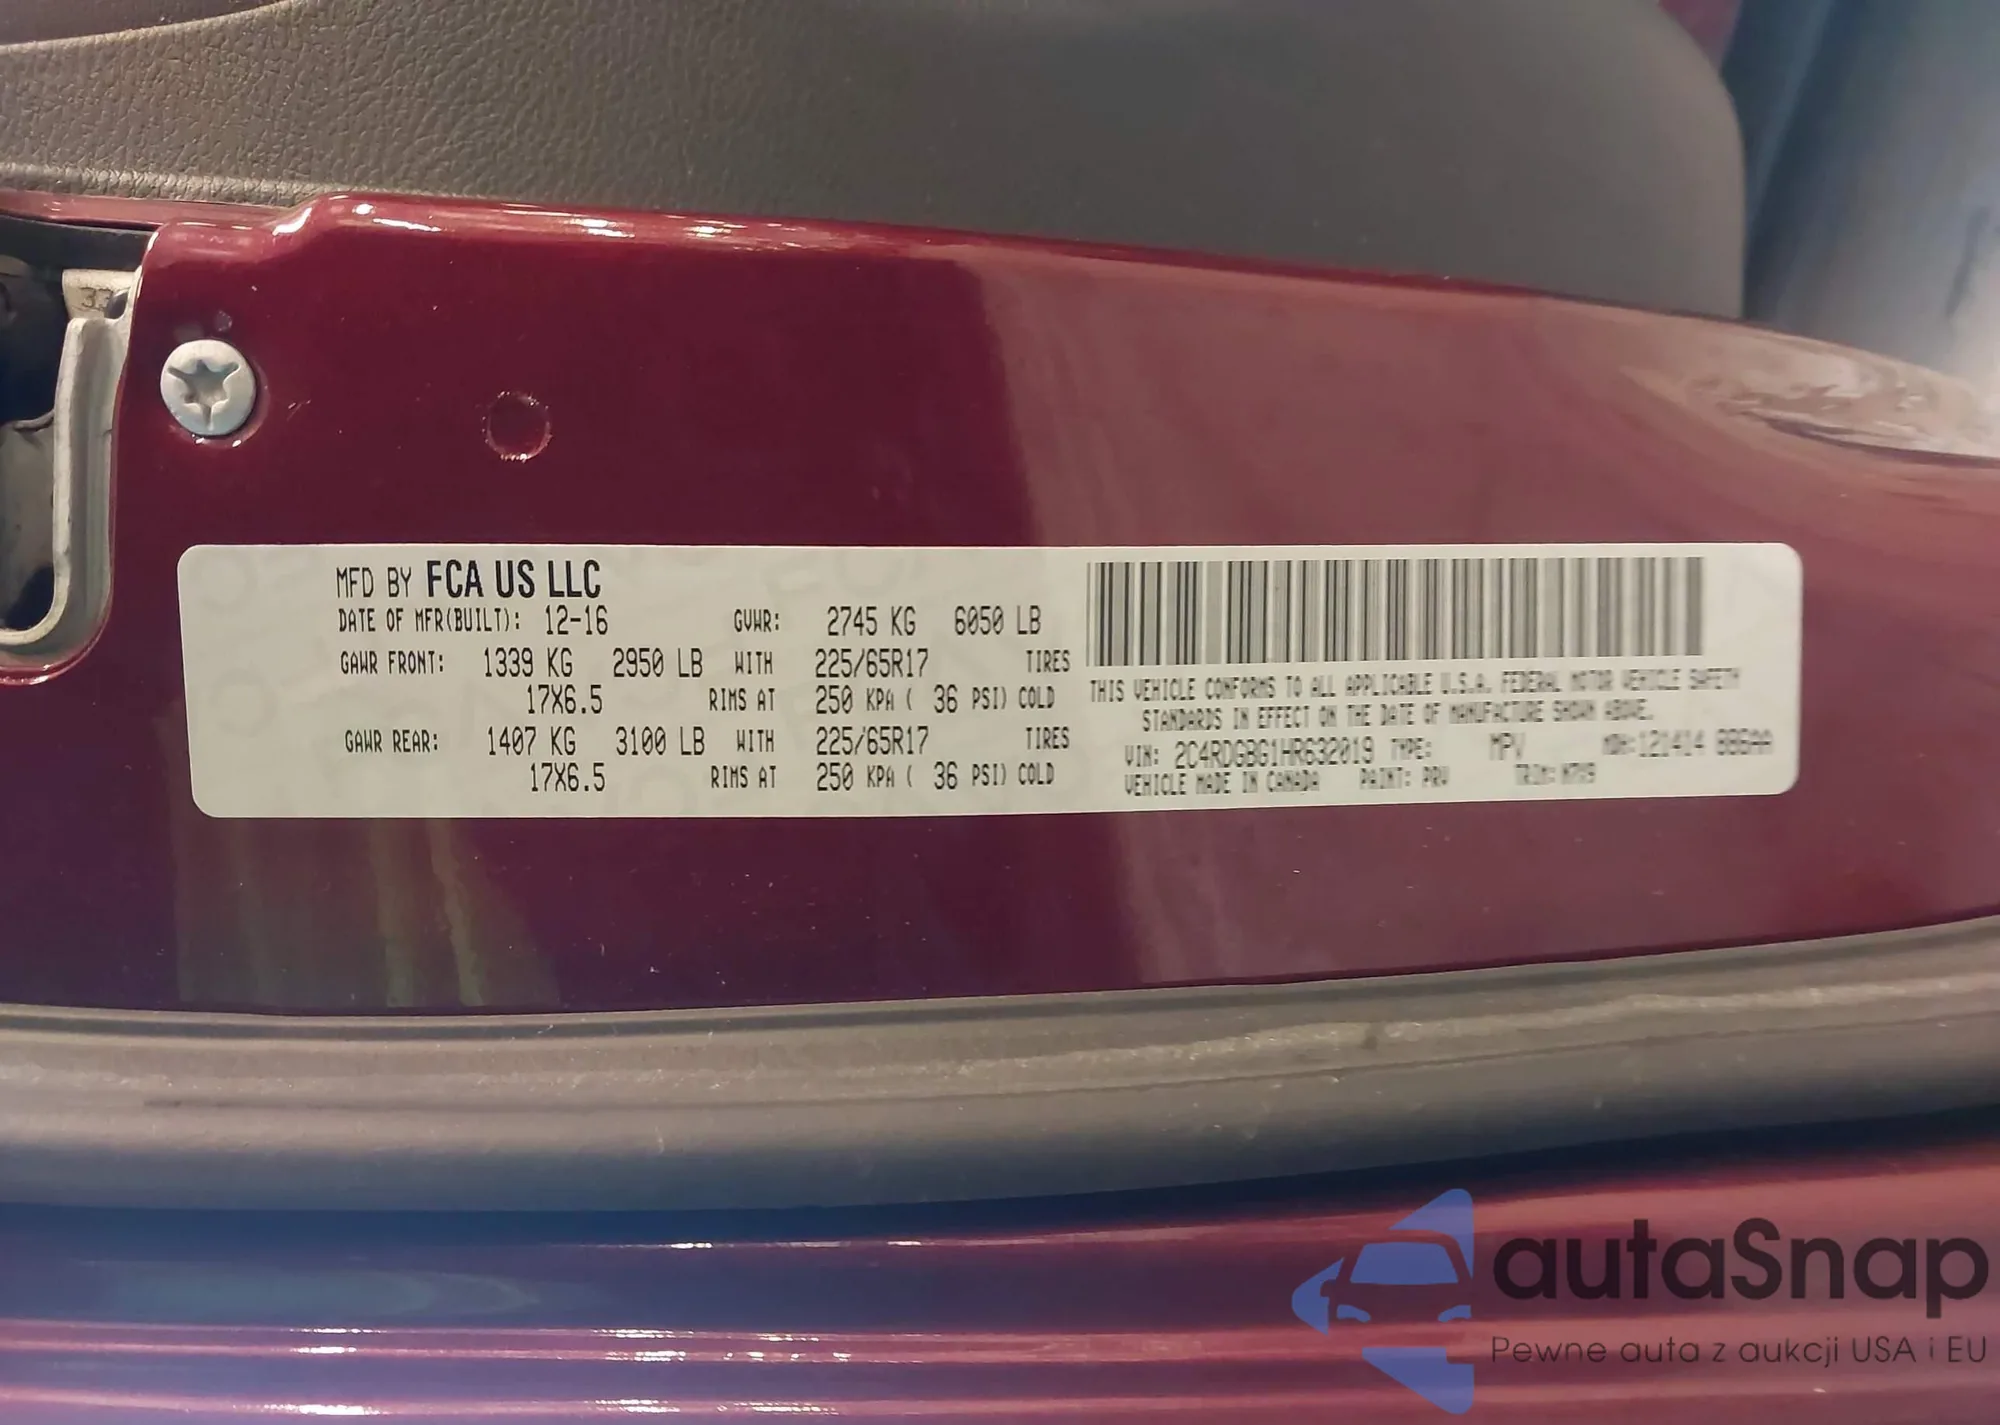 33
MFD BY FCA US LLC
DATE OF MFR(BUILT): 12-16 GVWR: 2745 KG 6050 LB
GAWR FRONT: 1339 KG 2950 LB WITH 225/65R17 TIRES
17X6.5 RIMS AT 250 KPA ( 36 PSI) COLD
GAWR REAR: 1407 KG 3100 LB WITH 225/65R17 TIRES
17X6.5 RIMS AT 250 KPA ( 36 PSI) COLD
THIS VEHICLE CONFORMS TO ALL APPLICABLE U.S.A. FEDERAL MOTOR VEHICLE SAFETY
STANDARDS IN EFFECT ON THE DATE OF MANUFACTURE SHOWN ABOVE.
VIN: 2C4RDGBG1HR632019 TYPE: MPV MDH:121414
VEHICLE MADE IN CANADA PAINT: PRV TRIM:
autaSnap
Pewne auta z aukcji USA i EU